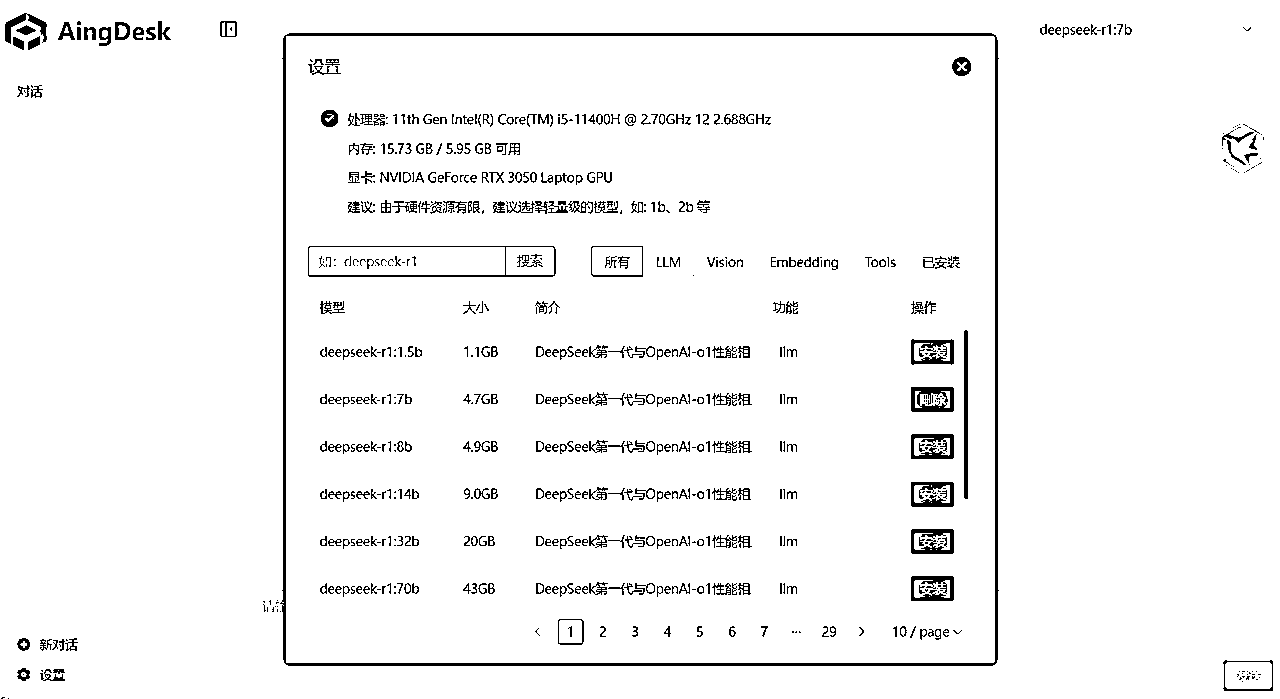 AingDesk
deepseek-r1:7b
对话
设置
处理器: 11th Gen Intel(R) Core(TM) i5-11400H @ 2.70GHz 12 2.688GHz
内存: 15.73 GB / 5.95 GB 可用
显卡: NVIDIA GeForce RTX 3050 Laptop GPU
建议: 由于硬件资源有限，建议选择轻量级的模型，如: 1b、2b 等
如: deepseek-r1 搜索 所有 LLM Vision Embedding Tools 已安装
模型 大小 简介 功能 操作
deepseek-r1:1.5b 1.1GB DeepSeek第一代与OpenAI-o1性能相 llm 安装
deepseek-r1:7b 4.7GB DeepSeek第一代与OpenAI-o1性能相 llm 删除
deepseek-r1:8b 4.9GB DeepSeek第一代与OpenAI-o1性能相 llm 安装
deepseek-r1:14b 9.0GB DeepSeek第一代与OpenAI-o1性能相 llm 安装
deepseek-r1:32b 20GB DeepSeek第一代与OpenAI-o1性能相 llm 安装
deepseek-r1:70b 43GB DeepSeek第一代与OpenAI-o1性能相 llm 安装
< 1 2 3 4 5 6 7 ··· 29 > 10 / page
新对话
设置